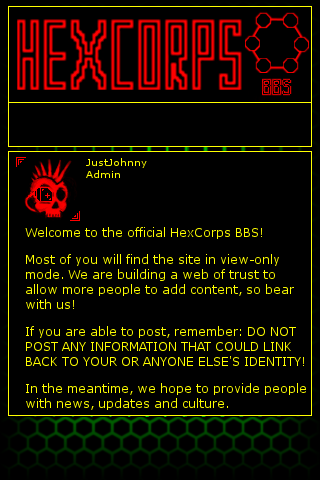 HEXCORPS
BBS
JustJohnny
Admin
Welcome to the official HexCorps BBS!
Most of you will find the site in view-only
mode. We are building a web of trust to
allow more people to add content, so bear
with us!
If you are able to post, remember: DO NOT
POST ANY INFORMATION THAT COULD LINK
BACK TO YOUR OR ANYONE ELSE'S IDENTITY!
In the meantime, we hope to provide people
with news, updates and culture.